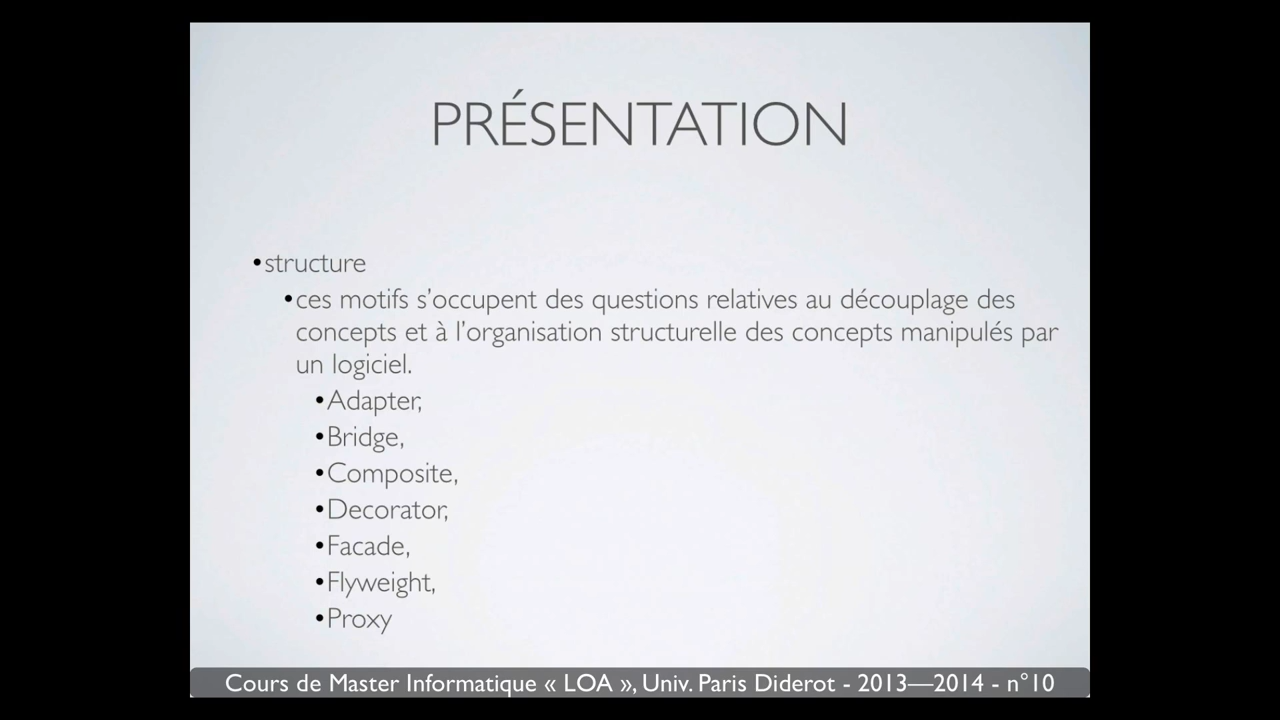 PRÉSENTATION
•structure
•ces motifs s’occupent des questions relatives au découplage des
concepts et à l’organisation structurelle des concepts manipulés par
un logiciel.
•Adapter,
•Bridge,
•Composite,
•Decorator,
•Facade,
•Flyweight,
•Proxy
Cours de Master Informatique « LOA », Univ. Paris Diderot - 2013—2014 - n°10